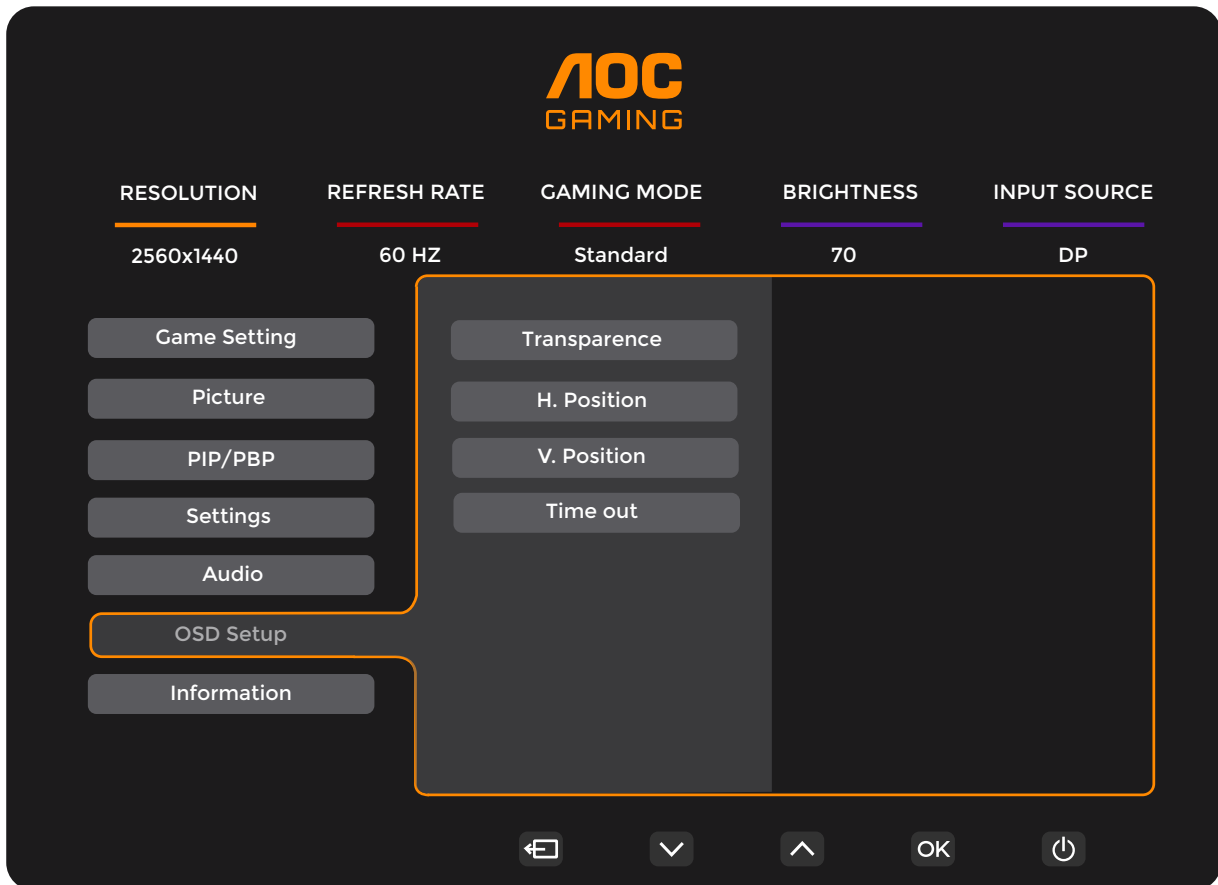 AOC
GAMING
RESOLUTION REFRESH RATE GAMING MODE BRIGHTNESS INPUT SOURCE
2560x1440 60 HZ Standard 70 DP
Game Setting
Picture
PIP/PBP
Settings
Audio
OSD Setup
Information
Transparence
H. Position
V. Position
Time out
OK